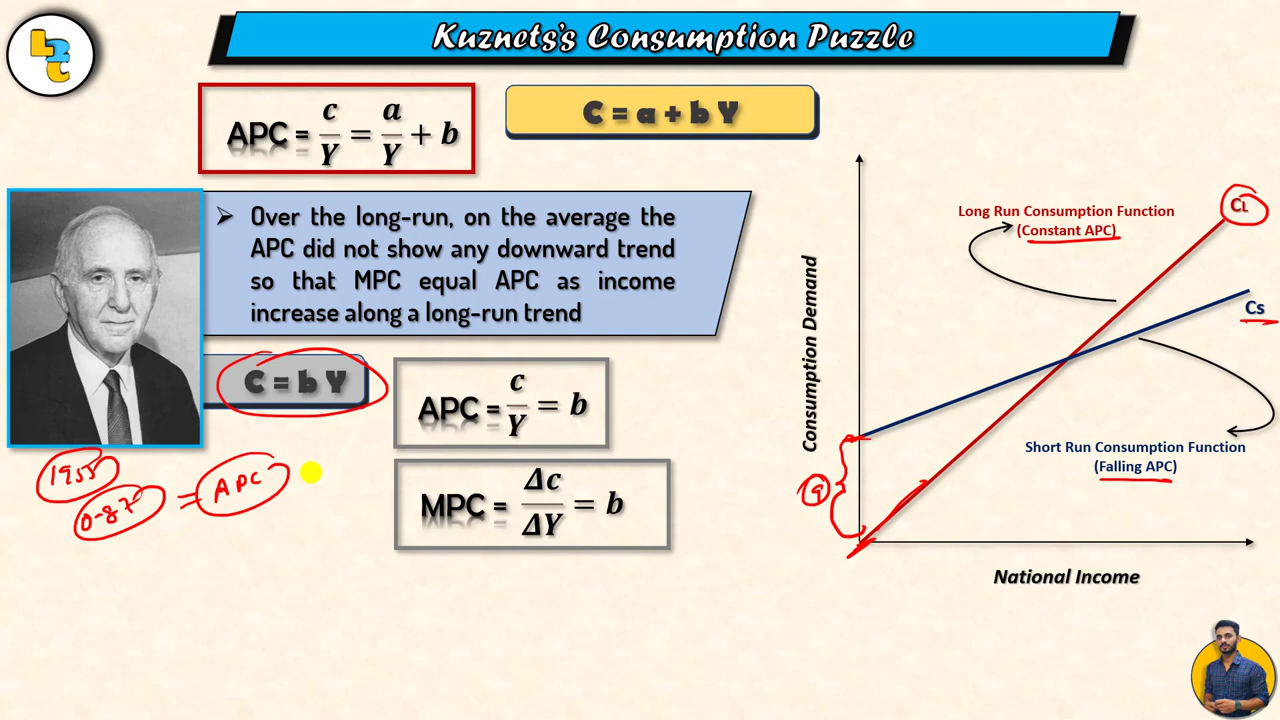 LBC
Kuznets's Consumption Puzzle
APC = c/Y = a/Y + b
C = a + b Y
➢ Over the long-run, on the average the
APC did not show any downward trend
so that MPC equal APC as income
increase along a long-run trend
C = b Y
APC = c/Y = b
MPC = Δc/ΔY = b
1955
0.87 = APC
Long Run Consumption Function
(Constant APC)
CL
Cs
Consumption Demand
a
Short Run Consumption Function
(Falling APC)
National Income